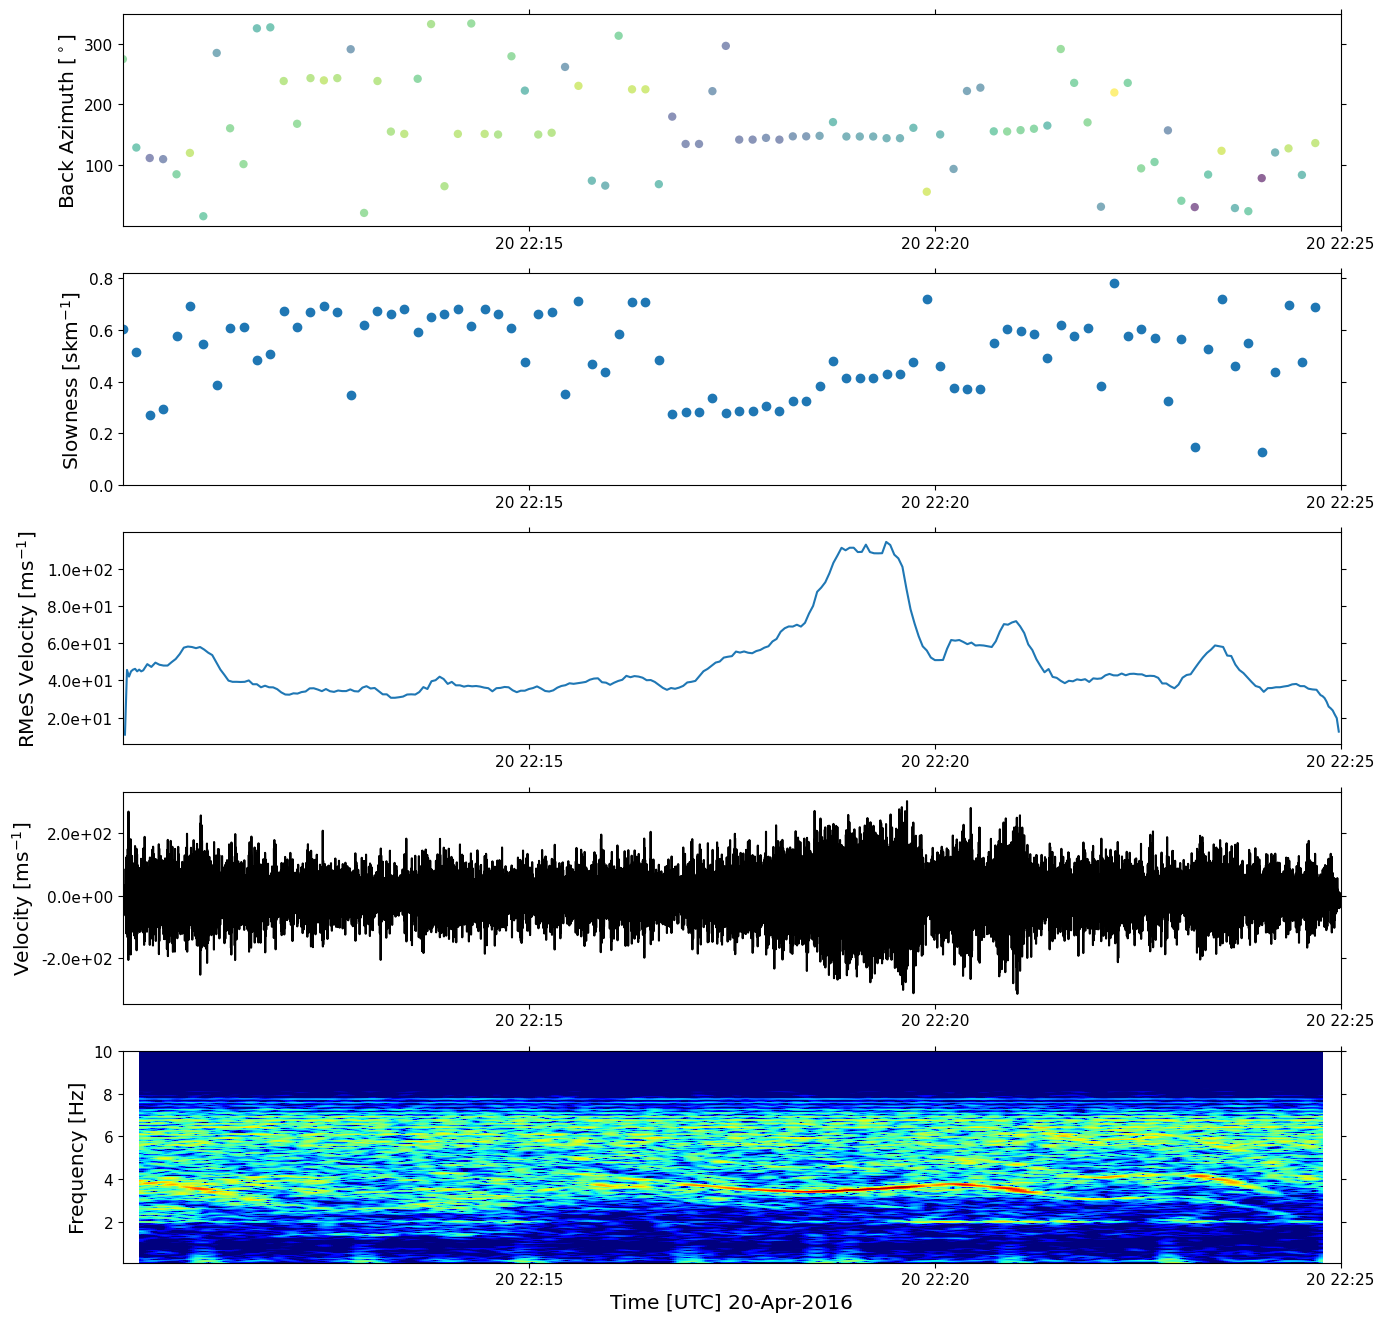 Back Azimuth [°]
300
200
100
20 22:15
20 22:20
20 22:25
Slowness [skm⁻¹]
0.8
0.6
0.4
0.2
0.0
20 22:15
20 22:20
20 22:25
RMeS Velocity [ms⁻¹]
1.0e+02
8.0e+01
6.0e+01
4.0e+01
2.0e+01
20 22:15
20 22:20
20 22:25
Velocity [ms⁻¹]
2.0e+02
0.0e+00
-2.0e+02
20 22:15
20 22:20
20 22:25
Frequency [Hz]
10
8
6
4
2
20 22:15
20 22:20
20 22:25
Time [UTC] 20-Apr-2016